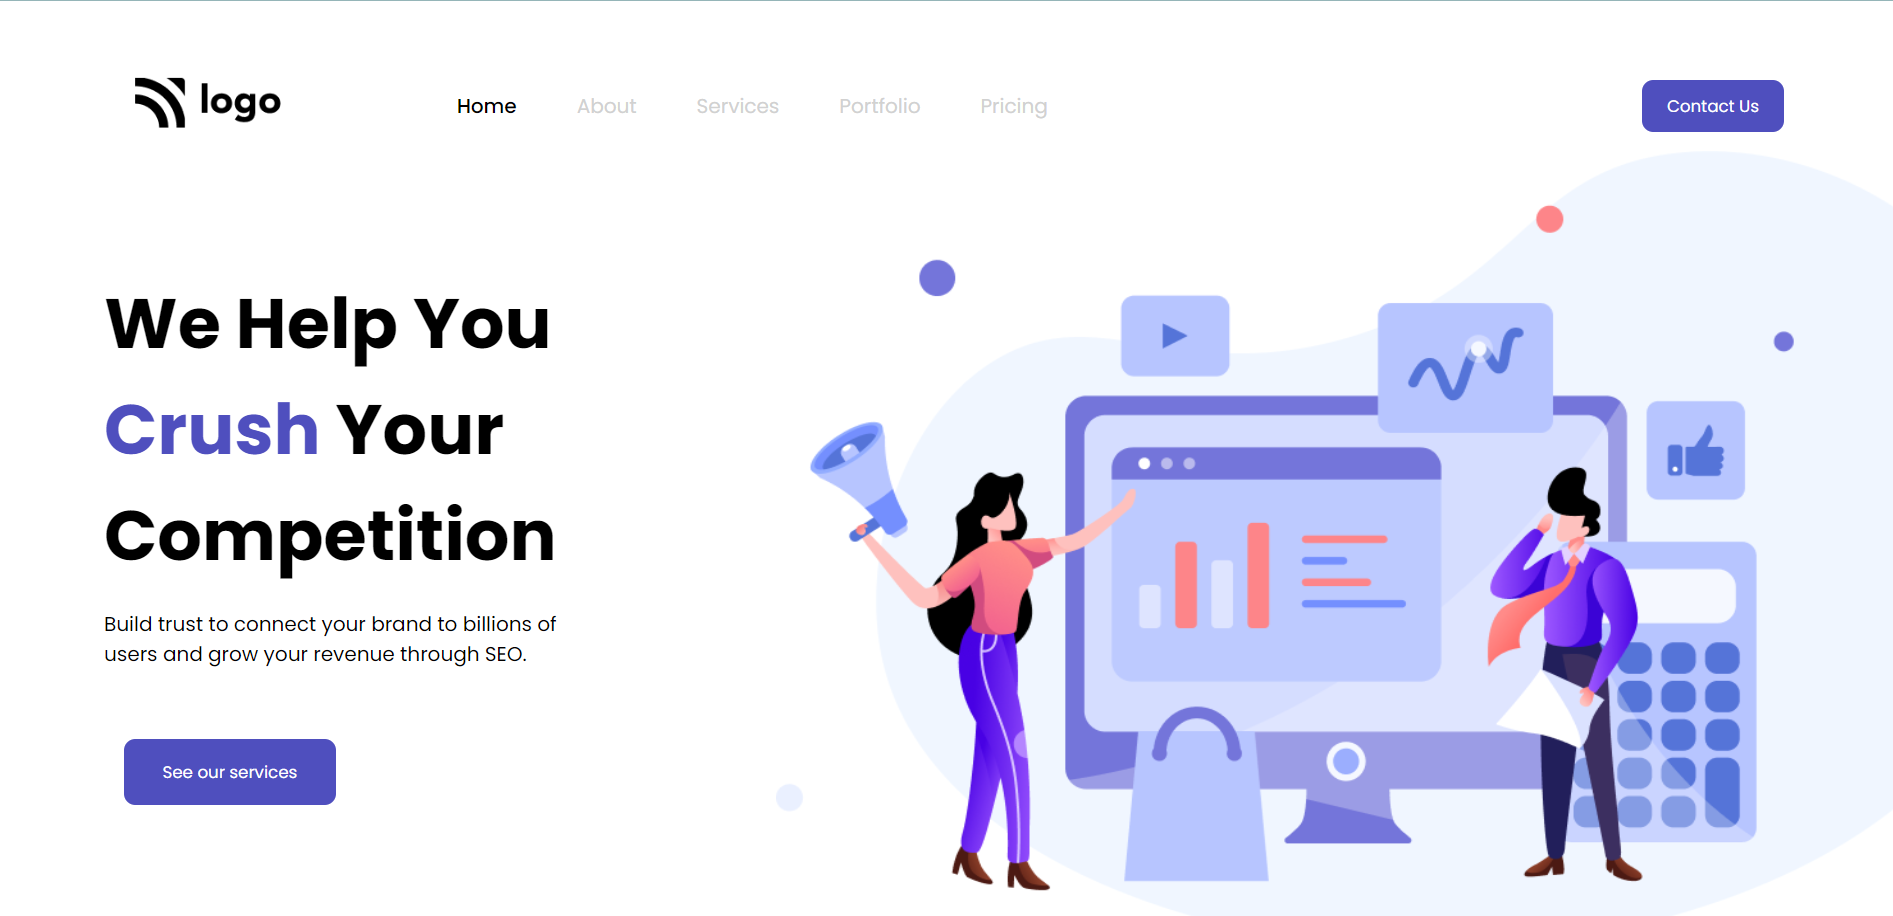 logo
Home About Services Portfolio Pricing
Contact Us
We Help You
Crush Your
Competition
Build trust to connect your brand to billions of
users and grow your revenue through SEO.
See our services